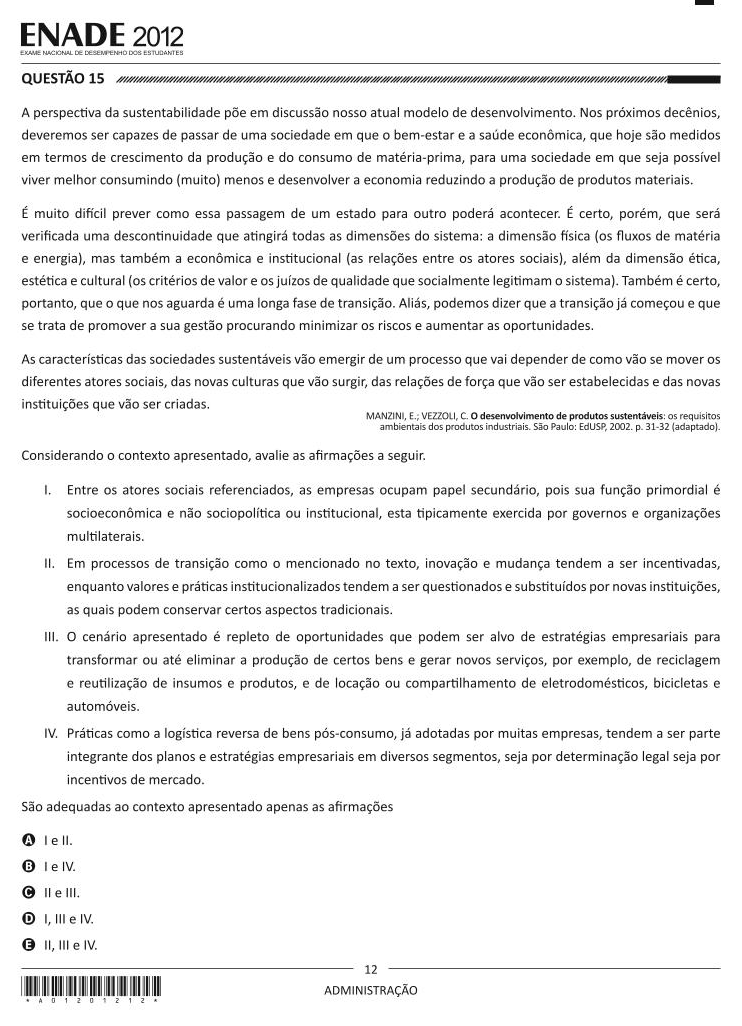 ENADE 2012
EXAME NACIONAL DE DESEMPENHO DOS ESTUDANTES
QUESTÃO 15
A perspectiva da sustentabilidade põe em discussão nosso atual modelo de desenvolvimento. Nos próximos decênios,
deveremos ser capazes de passar de uma sociedade em que o bem-estar e a saúde econômica, que hoje são medidos
em termos de crescimento da produção e do consumo de matéria-prima, para uma sociedade em que seja possível
viver melhor consumindo (muito) menos e desenvolver a economia reduzindo a produção de produtos materiais.
É muito difícil prever como essa passagem de um estado para outro poderá acontecer. É certo, porém, que será
verificada uma descontinuidade que atingirá todas as dimensões do sistema: a dimensão física (os fluxos de matéria
e energia), mas também a econômica e institucional (as relações entre os atores sociais), além da dimensão ética,
estética e cultural (os critérios de valor e os juízos de qualidade que socialmente legitimam o sistema). Também é certo,
portanto, que o que nos aguarda é uma longa fase de transição. Aliás, podemos dizer que a transição já começou e que
se trata de promover a sua gestão procurando minimizar os riscos e aumentar as oportunidades.
As características das sociedades sustentáveis vão emergir de um processo que vai depender de como vão se mover os
diferentes atores sociais, das novas culturas que vão surgir, das relações de força que vão ser estabelecidas e das novas
instituições que vão ser criadas.
MANZINI, E.; VEZZOLI, C. O desenvolvimento de produtos sustentáveis: os requisitos
ambientais dos produtos industriais. São Paulo: EdUSP, 2002. p. 31-32 (adaptado).
Considerando o contexto apresentado, avalie as afirmações a seguir.
I. Entre os atores sociais referenciados, as empresas ocupam papel secundário, pois sua função primordial é
socioeconômica e não sociopolítica ou institucional, esta tipicamente exercida por governos e organizações
multilaterais.
II. Em processos de transição como o mencionado no texto, inovação e mudança tendem a ser incentivadas,
enquanto valores e práticas institucionalizados tendem a ser questionados e substituídos por novas instituições,
as quais podem conservar certos aspectos tradicionais.
III. O cenário apresentado é repleto de oportunidades que podem ser alvo de estratégias empresariais para
transformar ou até eliminar a produção de certos bens e gerar novos serviços, por exemplo, de reciclagem
e reutilização de insumos e produtos, e de locação ou compartilhamento de eletrodomésticos, bicicletas e
automóveis.
IV. Práticas como a logística reversa de bens pós-consumo, já adotadas por muitas empresas, tendem a ser parte
integrante dos planos e estratégias empresariais em diversos segmentos, seja por determinação legal seja por
incentivos de mercado.
São adequadas ao contexto apresentado apenas as afirmações
A I e II.
B I e IV.
C II e III.
D I, III e IV.
E II, III e IV.
12
ADMINISTRAÇÃO
* A 0 1 2 0 1 2 1 2 *